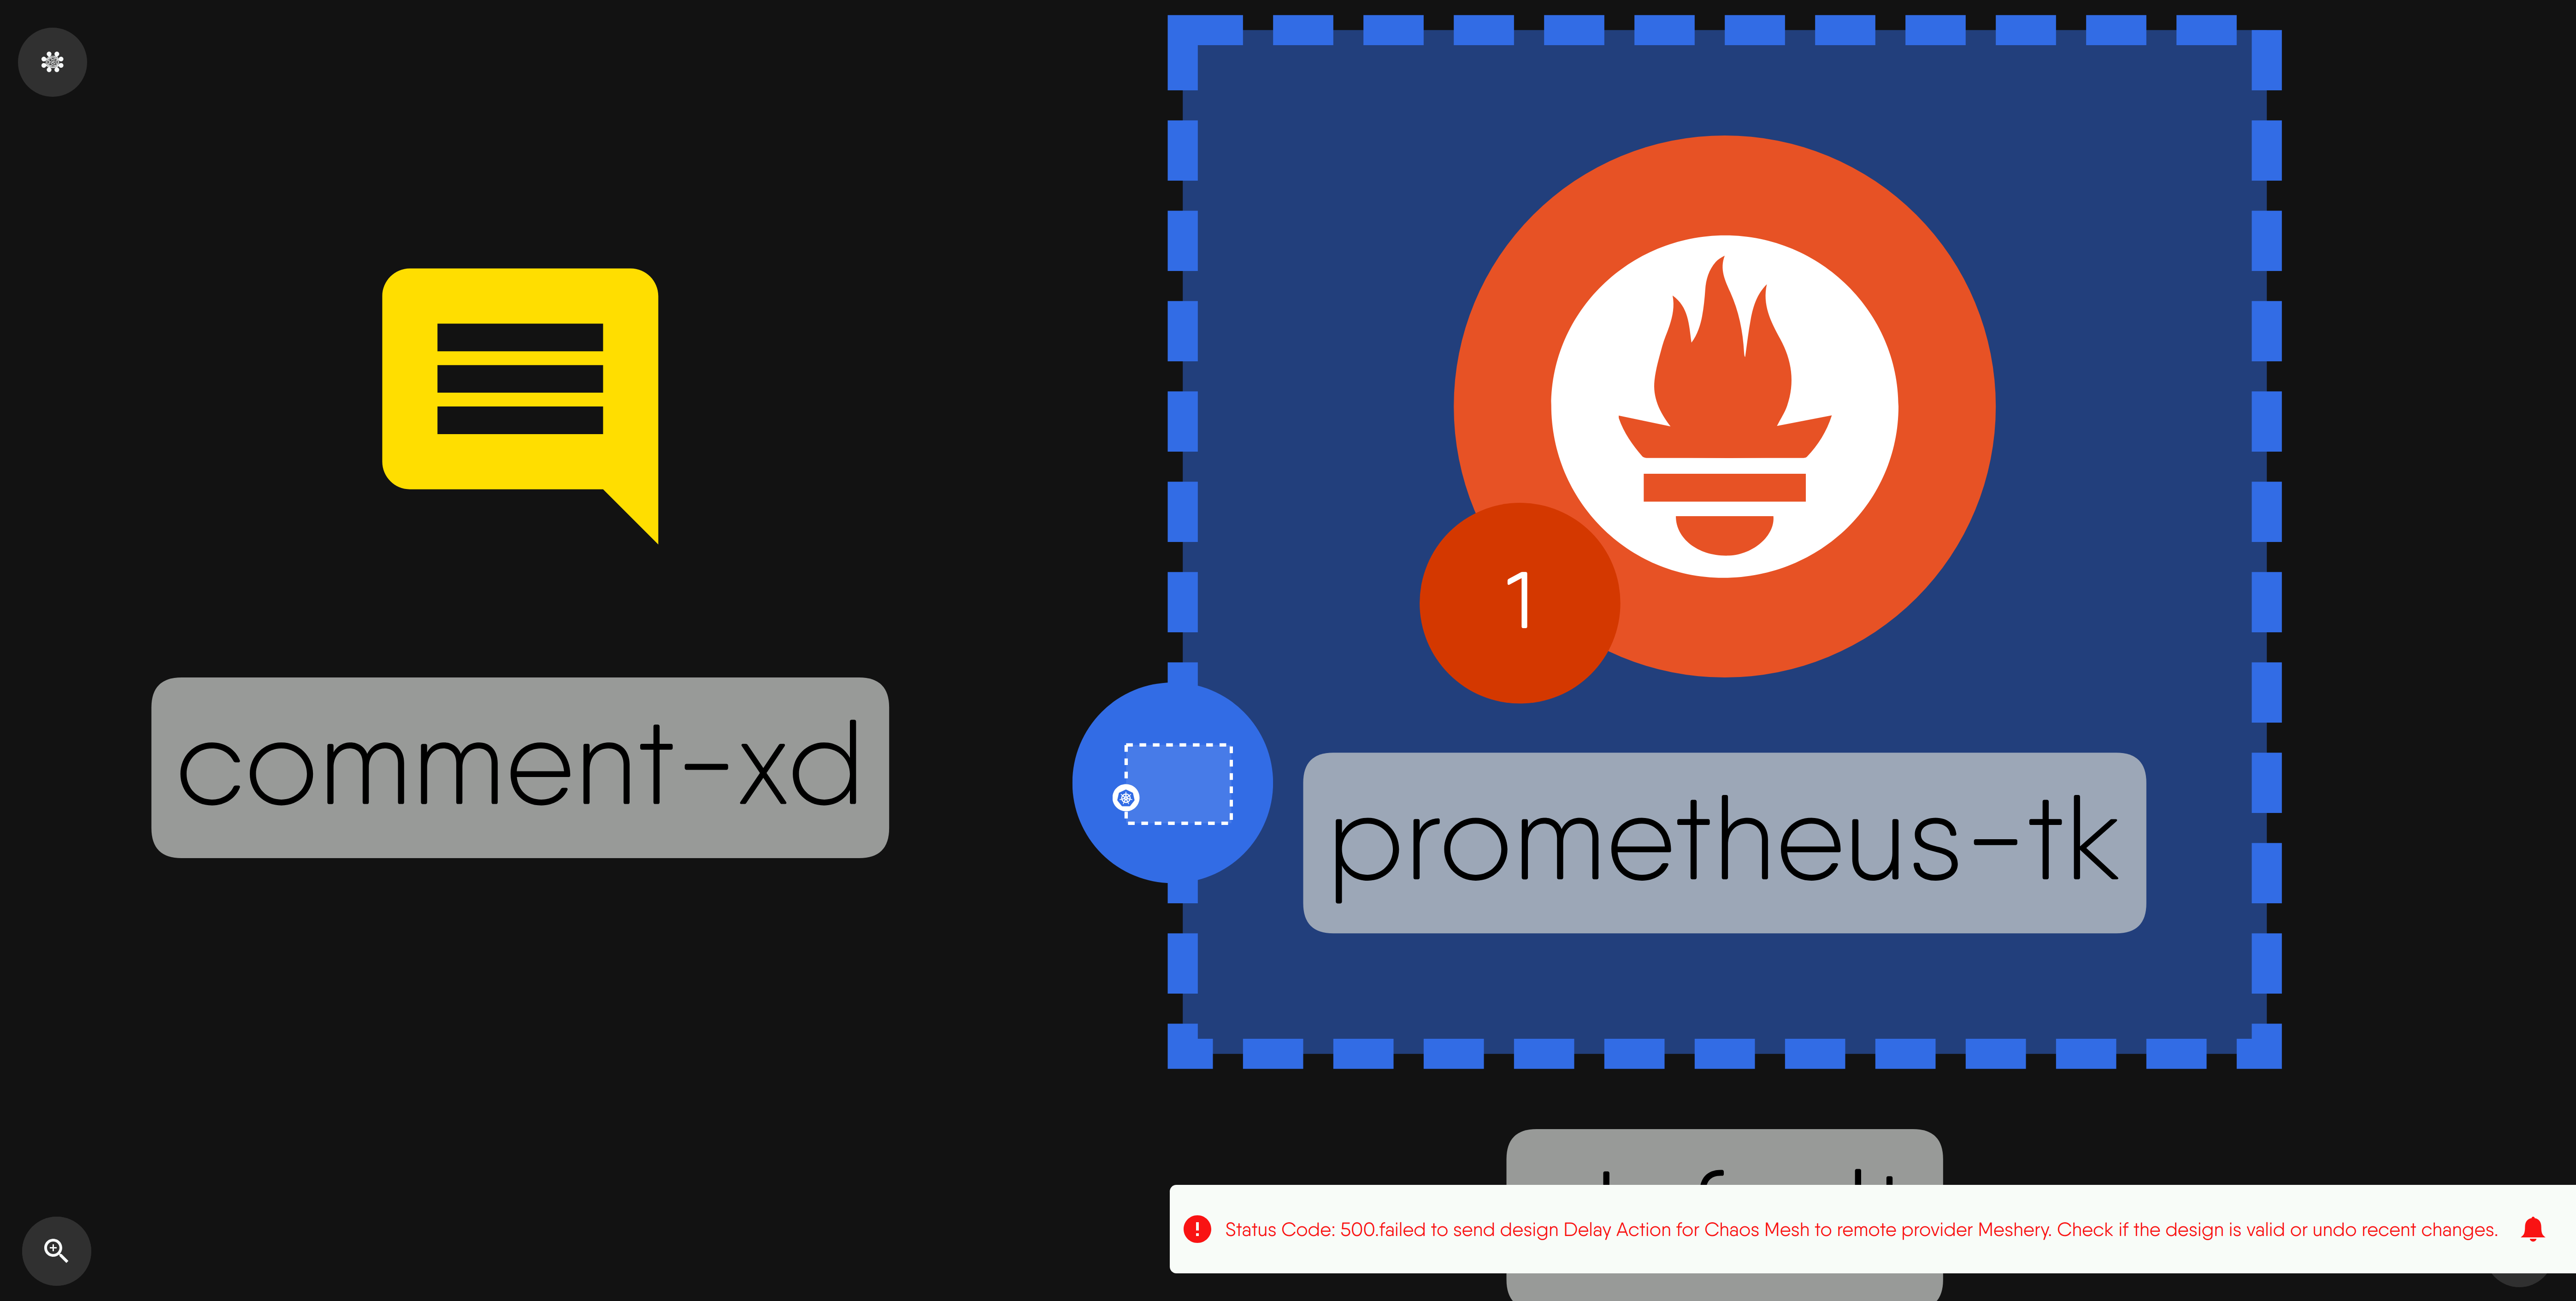 1
comment-xd
prometheus-tk
Status Code: 500.failed to send design Delay Action for Chaos Mesh to remote provider Meshery. Check if the design is valid or undo recent changes.